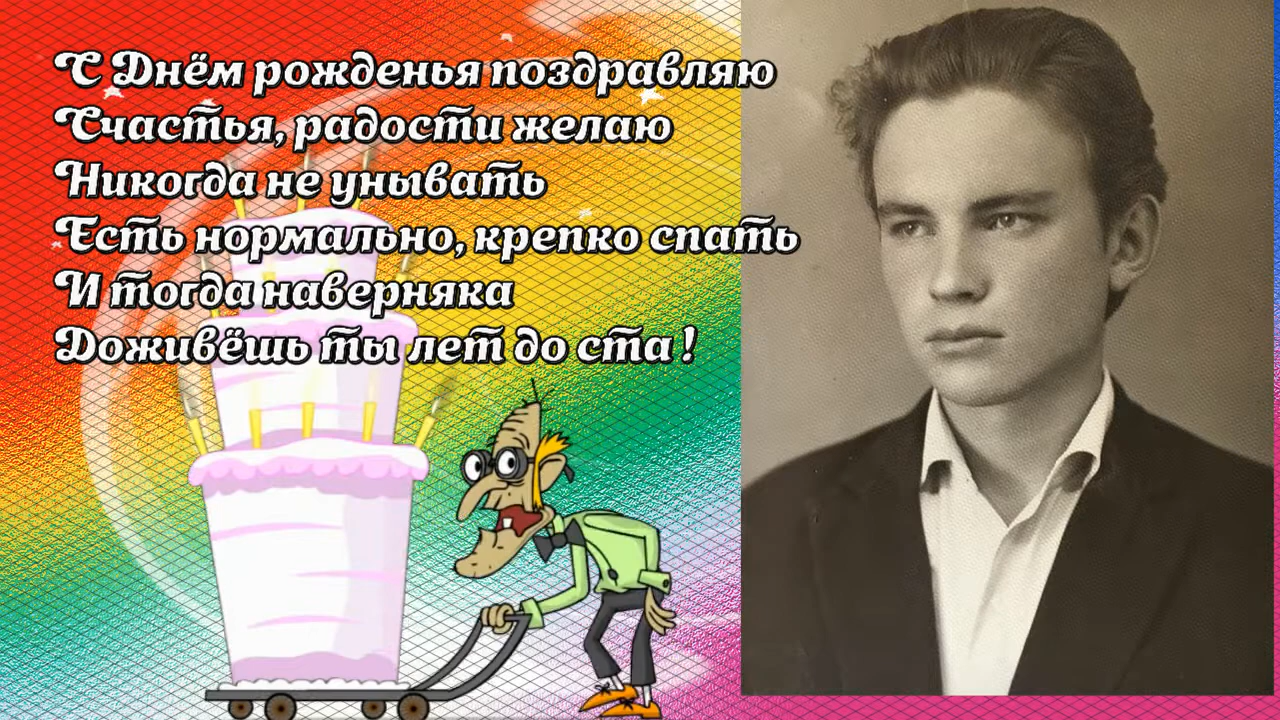 С Днём рожденья поздравляю
Счастья, радости желаю
Никогда не унывать
Есть нормально, крепко спать
И тогда наверняка
Доживёшь ты лет до ста !